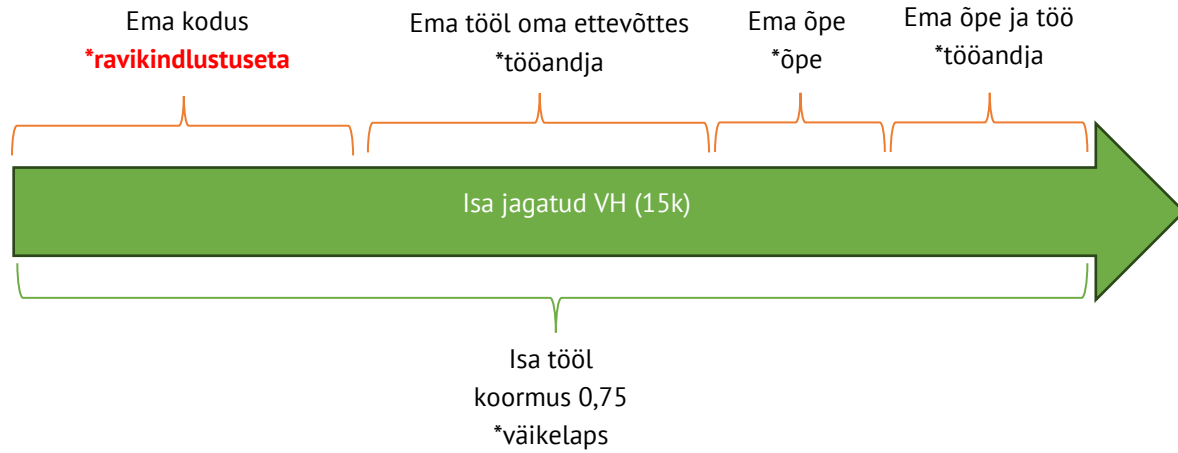 Ema kodus
*ravikindlustuseta
Ema tööl oma ettevõttes
*tööandja
Ema õpe
*õpe
Ema õpe ja töö
*tööandja
Isa jagatud VH (15k)
Isa tööl
koormus 0,75
*väikelaps